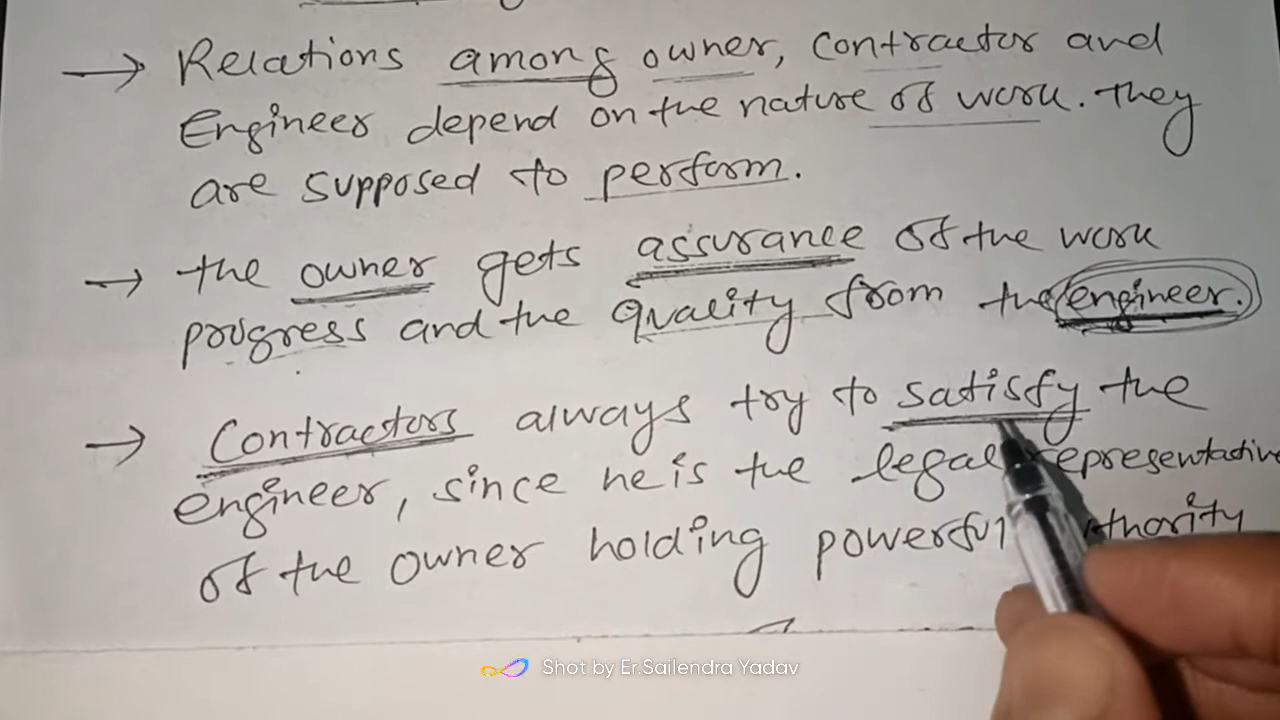 → Relations among owner, contractor and
Engineer depend on the nature of work. They
are supposed to perform.
→ the owner gets assurance of the work
progress and the quality from the engineer.
→ Contractors always try to satisfy the
engineer, since he is the legal representative
of the owner holding powerful
Shot by Er.Sailendra Yadav